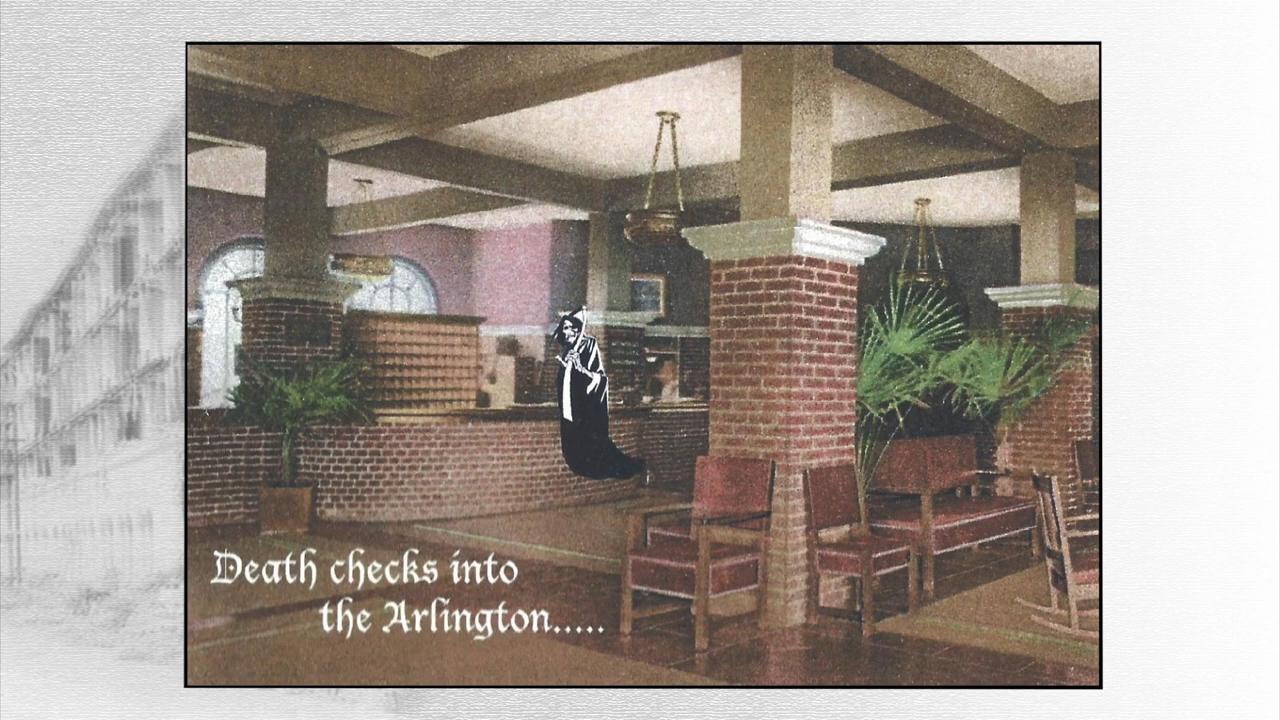 Death checks into
the Arlington.....